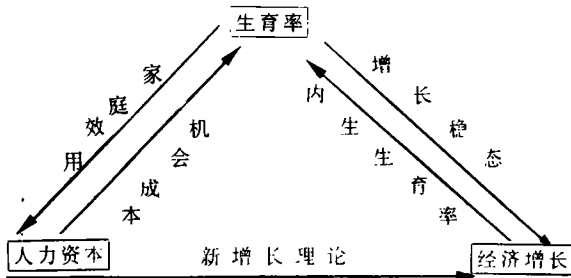 生育率
家庭效用
机会成本
增长稳态
内生生育率
人力资本
新增长理论
经济增长